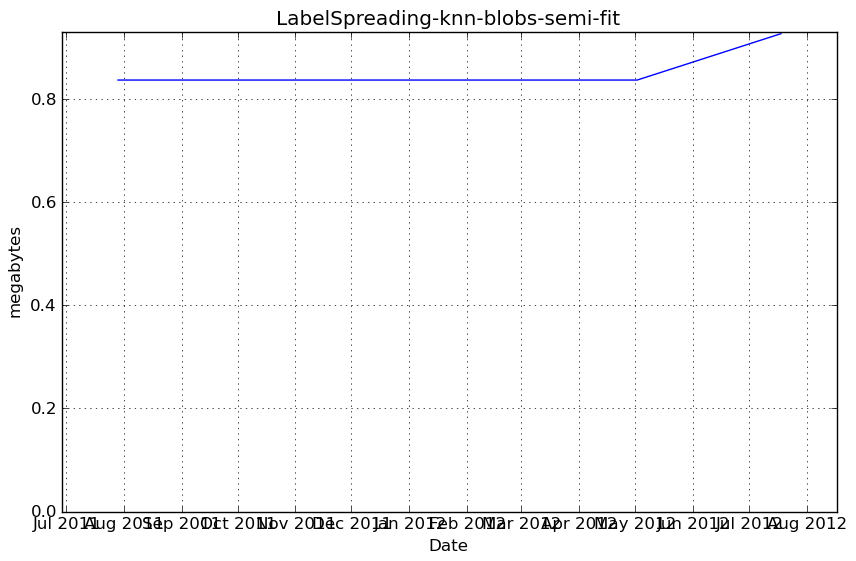 LabelSpreading-knn-blobs-semi-fit
megabytes
0.8
0.6
0.4
0.2
0.0
Jul 2011 Aug 2011 Sep 2011 Oct 2011 Nov 2011 Dec 2011 Jan 2012 Feb 2012 Mar 2012 Apr 2012 May 2012 Jun 2012 Jul 2012 Aug 2012
Date